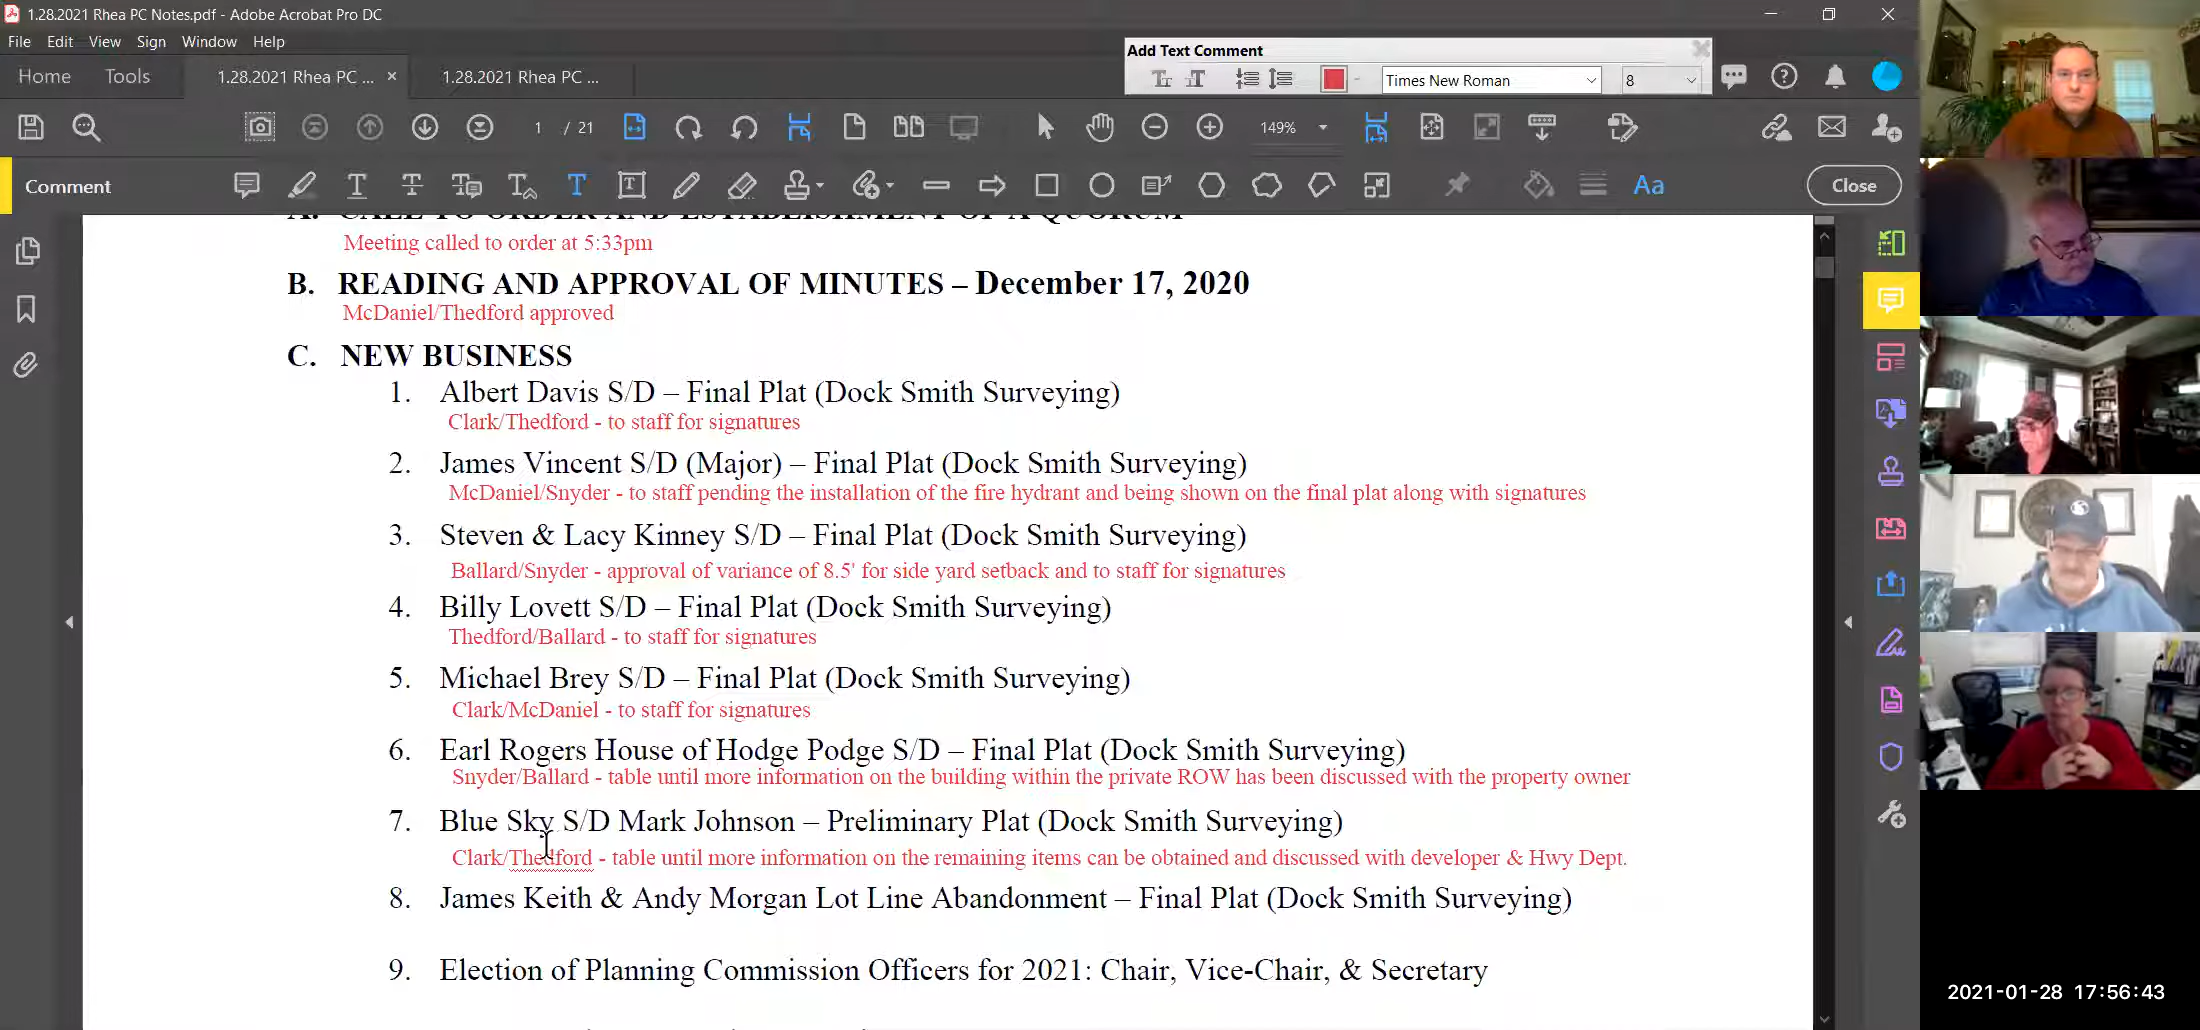 1.28.2021 Rhea PC Notes.pdf - Adobe Acrobat Pro DC
File Edit View Sign Window Help
Add Text Comment
Home Tools 1.28.2021 Rhea PC ... × 1.28.2021 Rhea PC ...
Times New Roman 8
1 / 21 149%
Comment Aa Close
A. CALL TO ORDER AND ESTABLISHMENT OF A QUORUM
Meeting called to order at 5:33pm
B. READING AND APPROVAL OF MINUTES – December 17, 2020
McDaniel/Thedford approved
C. NEW BUSINESS
1. Albert Davis S/D – Final Plat (Dock Smith Surveying)
Clark/Thedford - to staff for signatures
2. James Vincent S/D (Major) – Final Plat (Dock Smith Surveying)
McDaniel/Snyder - to staff pending the installation of the fire hydrant and being shown on the final plat along with signatures
3. Steven & Lacy Kinney S/D – Final Plat (Dock Smith Surveying)
Ballard/Snyder - approval of variance of 8.5' for side yard setback and to staff for signatures
4. Billy Lovett S/D – Final Plat (Dock Smith Surveying)
Thedford/Ballard - to staff for signatures
5. Michael Brey S/D – Final Plat (Dock Smith Surveying)
Clark/McDaniel - to staff for signatures
6. Earl Rogers House of Hodge Podge S/D – Final Plat (Dock Smith Surveying)
Snyder/Ballard - table until more information on the building within the private ROW has been discussed with the property owner
7. Blue Sky S/D Mark Johnson – Preliminary Plat (Dock Smith Surveying)
Clark/Thedford - table until more information on the remaining items can be obtained and discussed with developer & Hwy Dept.
8. James Keith & Andy Morgan Lot Line Abandonment – Final Plat (Dock Smith Surveying)
9. Election of Planning Commission Officers for 2021: Chair, Vice-Chair, & Secretary
2021-01-28 17:56:43